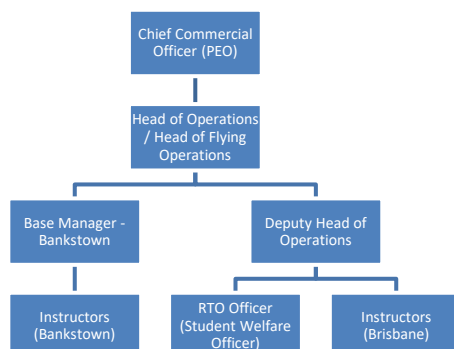 Chief Commercial
Officer (PEO)
Head of Operations
/ Head of Flying
Operations
Base Manager -
Bankstown
Deputy Head of
Operations
Instructors
(Bankstown)
RTO Officer
(Student Welfare
Officer)
Instructors
(Brisbane)